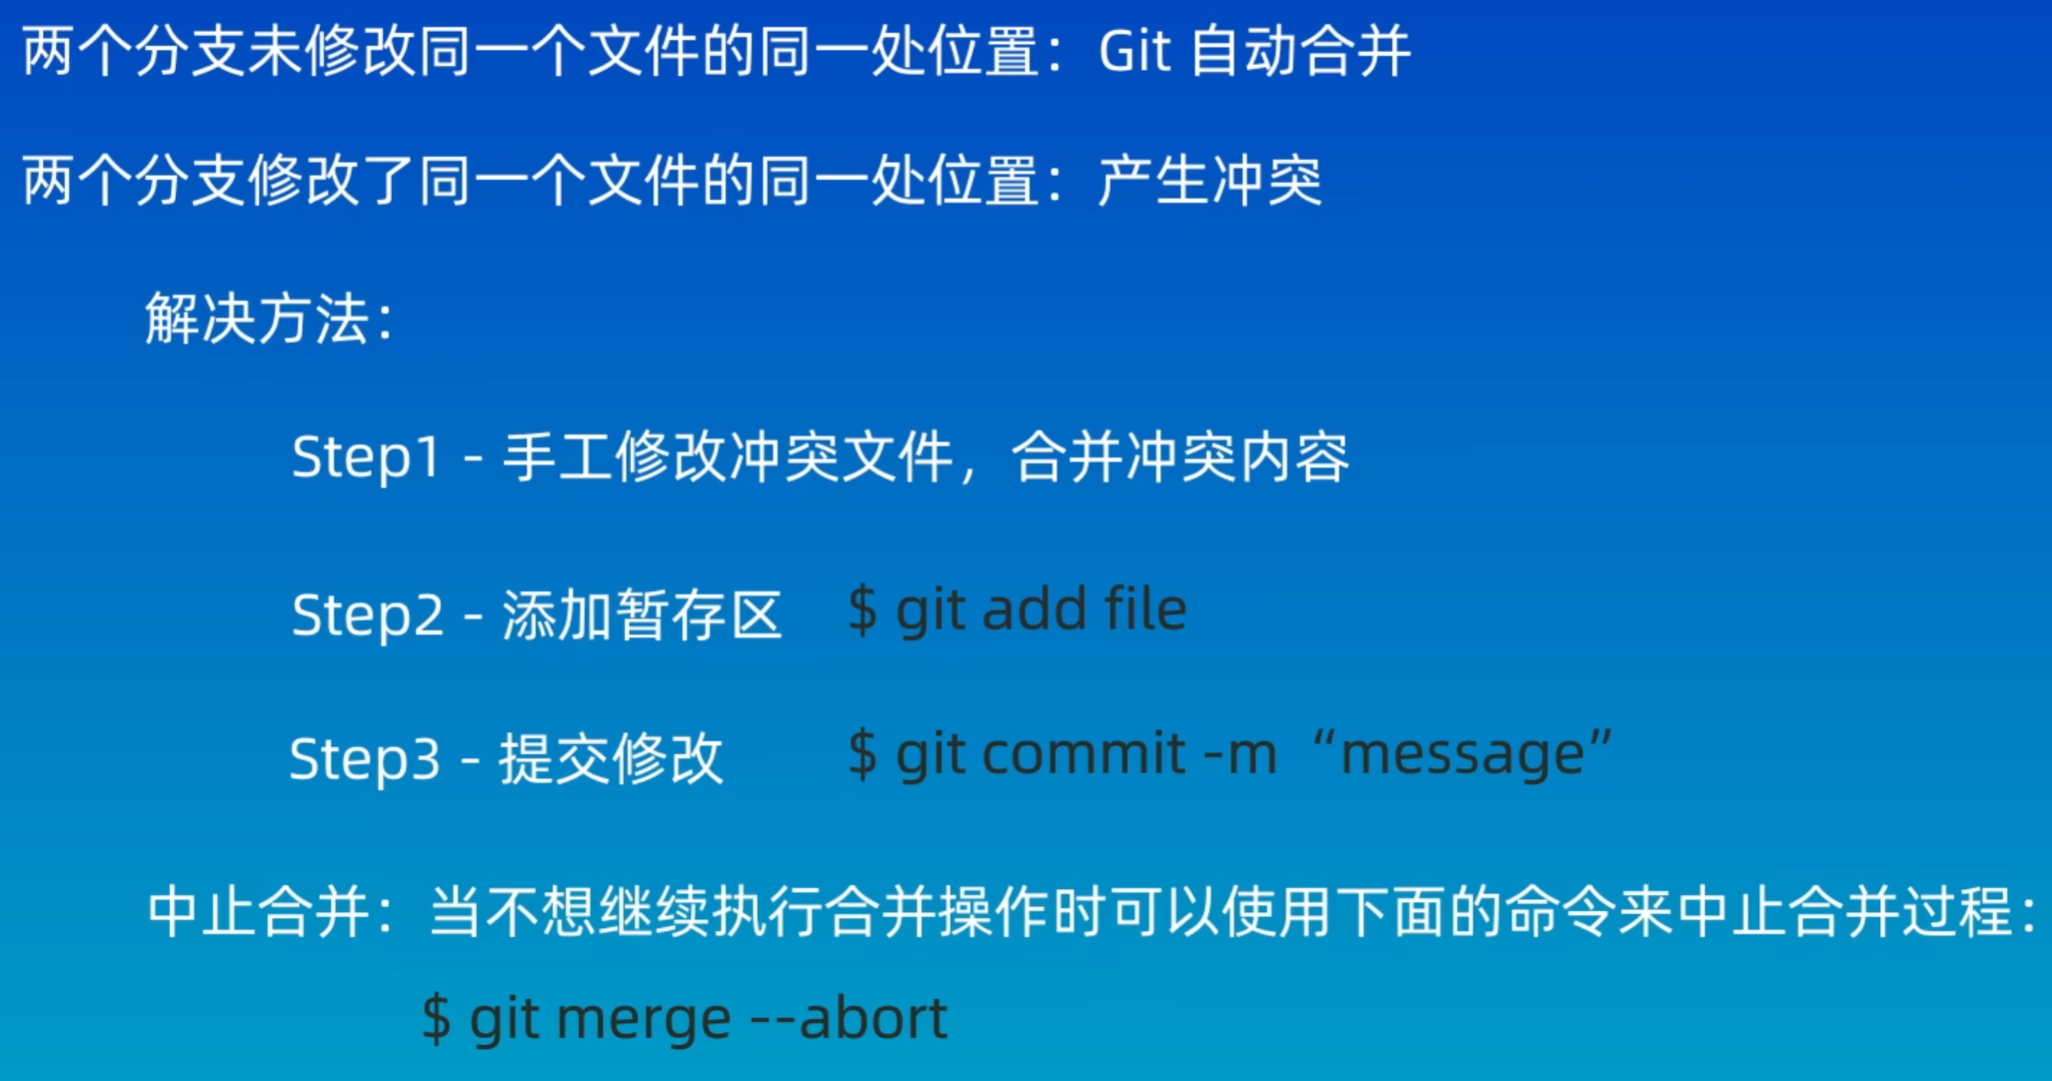 两个分支未修改同一个文件的同一处位置：Git 自动合并
两个分支修改了同一个文件的同一处位置：产生冲突
解决方法：
Step1 - 手工修改冲突文件，合并冲突内容
Step2 - 添加暂存区 $ git add file
Step3 - 提交修改 $ git commit -m “message”
中止合并：当不想继续执行合并操作时可以使用下面的命令来中止合并过程：
$ git merge --abort